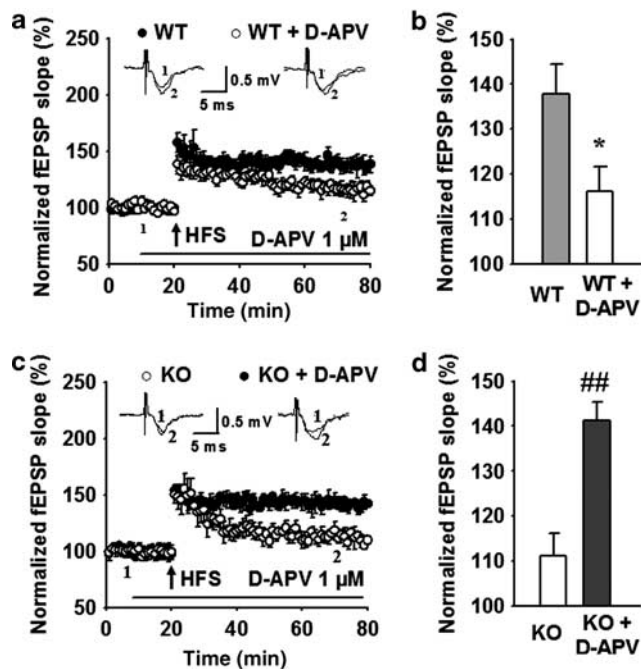 a
● WT ○ WT + D-APV
Normalized fEPSP slope (%)
250
200
150
100
50
1
2
1
2
0.5 mV
5 ms
1
2
HFS
D-APV 1 µM
0 20 40 60 80
Time (min)
b
Normalized fEPSP slope (%)
150
140
130
120
110
100
*
WT
WT +
D-APV
c
○ KO ● KO + D-APV
Normalized fEPSP slope (%)
250
200
150
100
50
1
2
1
2
0.5 mV
5 ms
1
2
HFS
D-APV 1 µM
0 20 40 60 80
Time (min)
d
Normalized fEPSP slope (%)
150
140
130
120
110
100
##
KO
KO +
D-APV